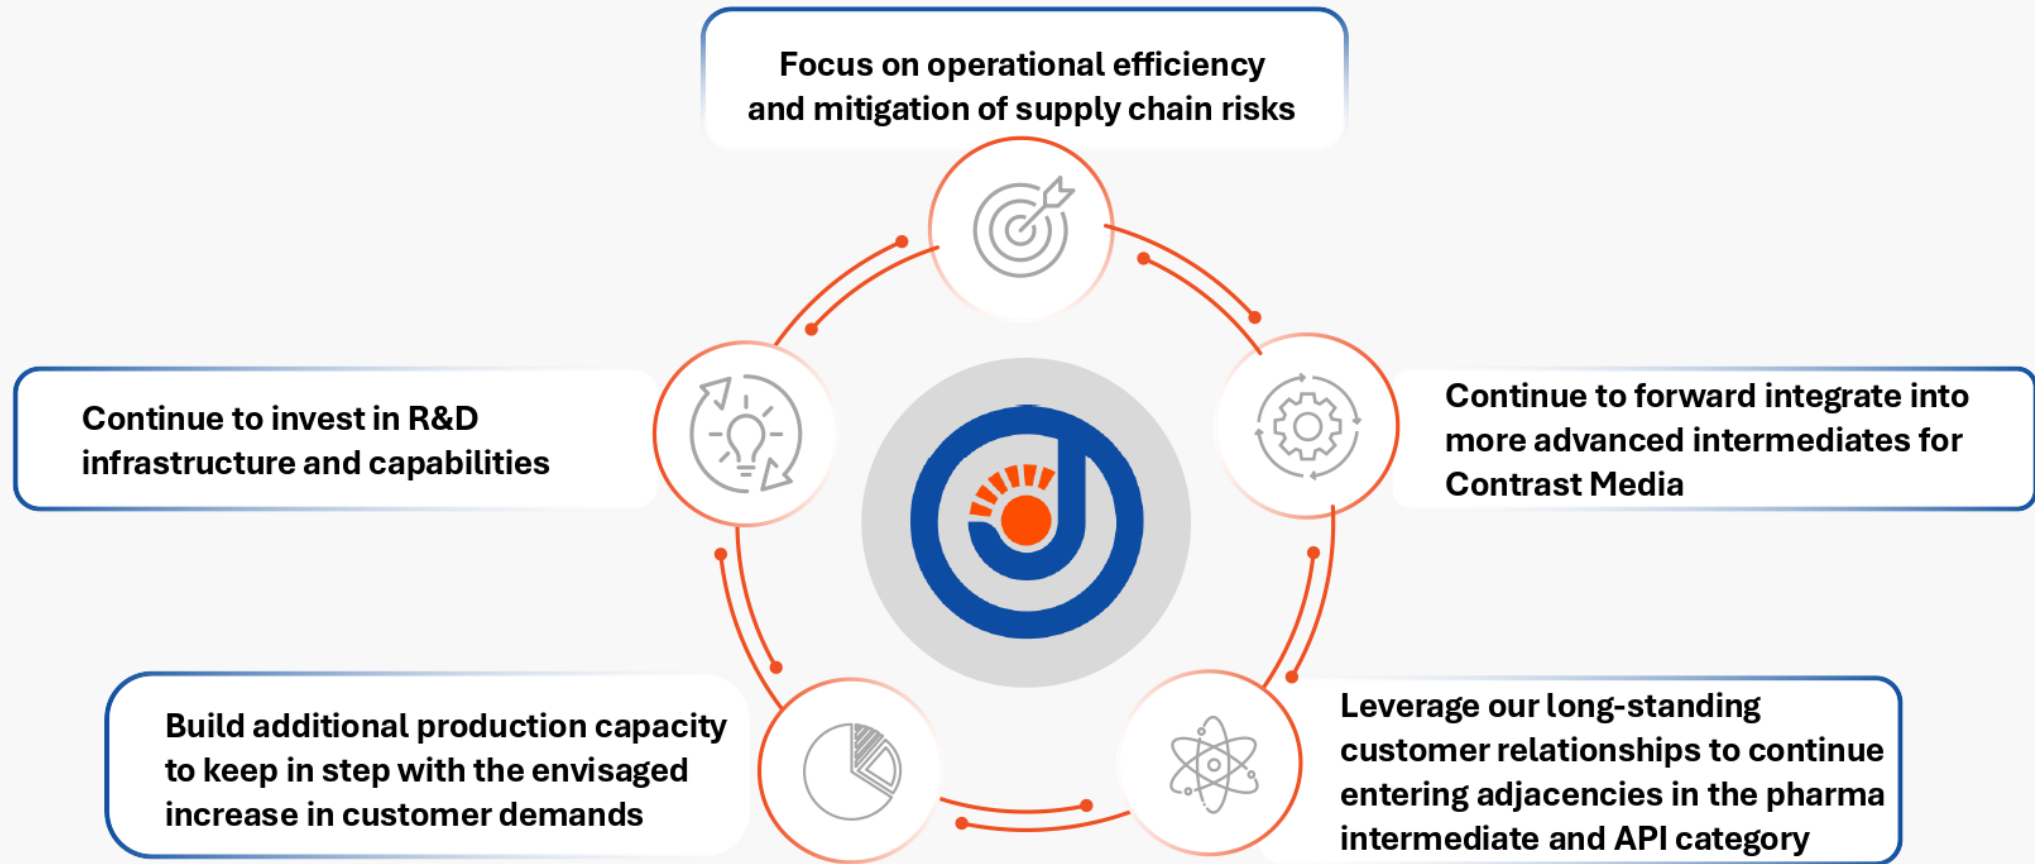 Focus on operational efficiency
and mitigation of supply chain risks
Continue to invest in R&D
infrastructure and capabilities
Continue to forward integrate into
more advanced intermediates for
Contrast Media
Build additional production capacity
to keep in step with the envisaged
increase in customer demands
Leverage our long-standing
customer relationships to continue
entering adjacencies in the pharma
intermediate and API category